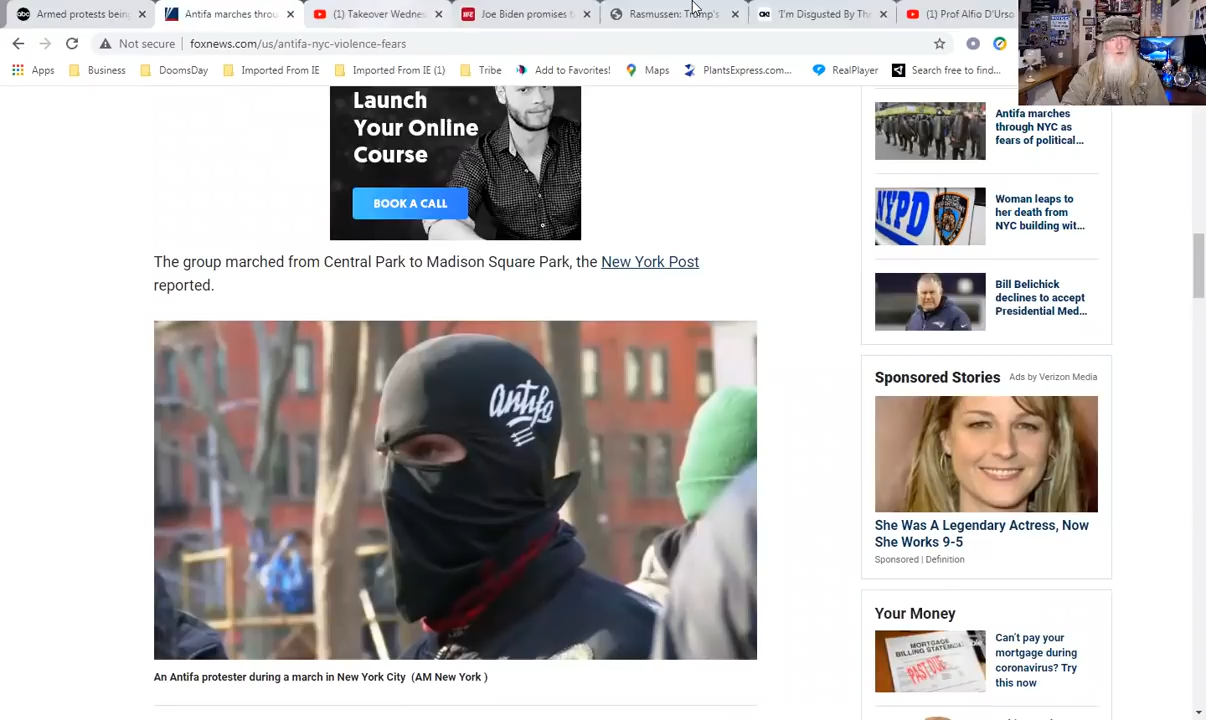 Armed protests bein
Antifa marches throu
(1) Takeover Wednes
Joe Biden promises t
Rasmussen: Trump's
'I'm Disgusted By The
(1) Prof Alfio D'Urso
Not secure
foxnews.com/us/antifa-nyc-violence-fears
Apps
Business
DoomsDay
Imported From IE
Imported From IE (1)
Tribe
Add to Favorites!
Maps
PlantsExpress.com...
RealPlayer
Search free to find...
Launch
Your Online
Course
BOOK A CALL
The group marched from Central Park to Madison Square Park, the New York Post
reported.
antifa
An Antifa protester during a march in New York City (AM New York )
Antifa marches
through NYC as
fears of political...
NYPD
Woman leaps to
her death from
NYC building wit...
Bill Belichick
declines to accept
Presidential Med...
Sponsored Stories
Ads by Verizon Media
She Was A Legendary Actress, Now
She Works 9-5
Sponsored | Definition
Your Money
MORTGAGE
BILLING STATEMENT
PAST DUE
Can't pay your
mortgage during
coronavirus? Try
this now